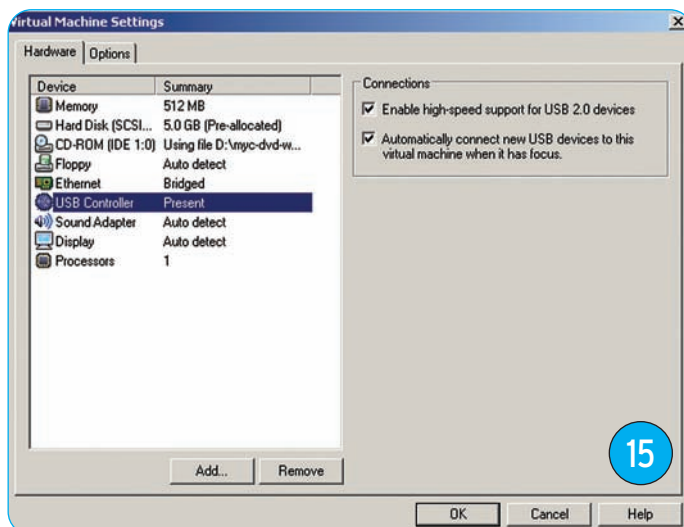 Virtual Machine Settings
Hardware Options
Device Summary
Memory 512 MB
Hard Disk (SCSI... 5.0 GB (Pre-allocated)
CD-ROM (IDE 1:0) Using file D:\myc-dvd-w...
Floppy Auto detect
Ethernet Bridged
USB Controller Present
Sound Adapter Auto detect
Display Auto detect
Processors 1
Connections
Enable high-speed support for USB 2.0 devices
Automatically connect new USB devices to this
virtual machine when it has focus.
Add... Remove
15
OK Cancel Help